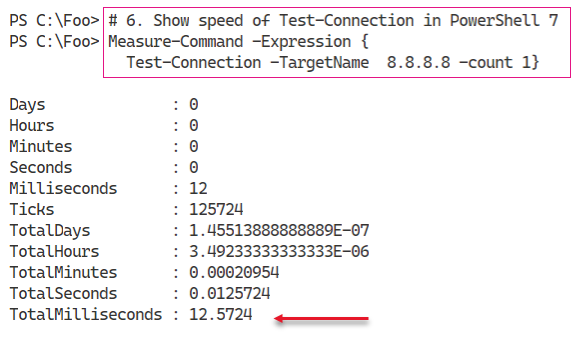 PS C:\Foo> # 6. Show speed of Test-Connection in PowerShell 7
PS C:\Foo> Measure-Command -Expression {
Test-Connection -TargetName  8.8.8.8 -count 1}
Days              : 0
Hours             : 0
Minutes           : 0
Seconds           : 0
Milliseconds      : 12
Ticks             : 125724
TotalDays         : 1.45513888888889E-07
TotalHours        : 3.49233333333333E-06
TotalMinutes      : 0.00020954
TotalSeconds      : 0.0125724
TotalMilliseconds : 12.5724